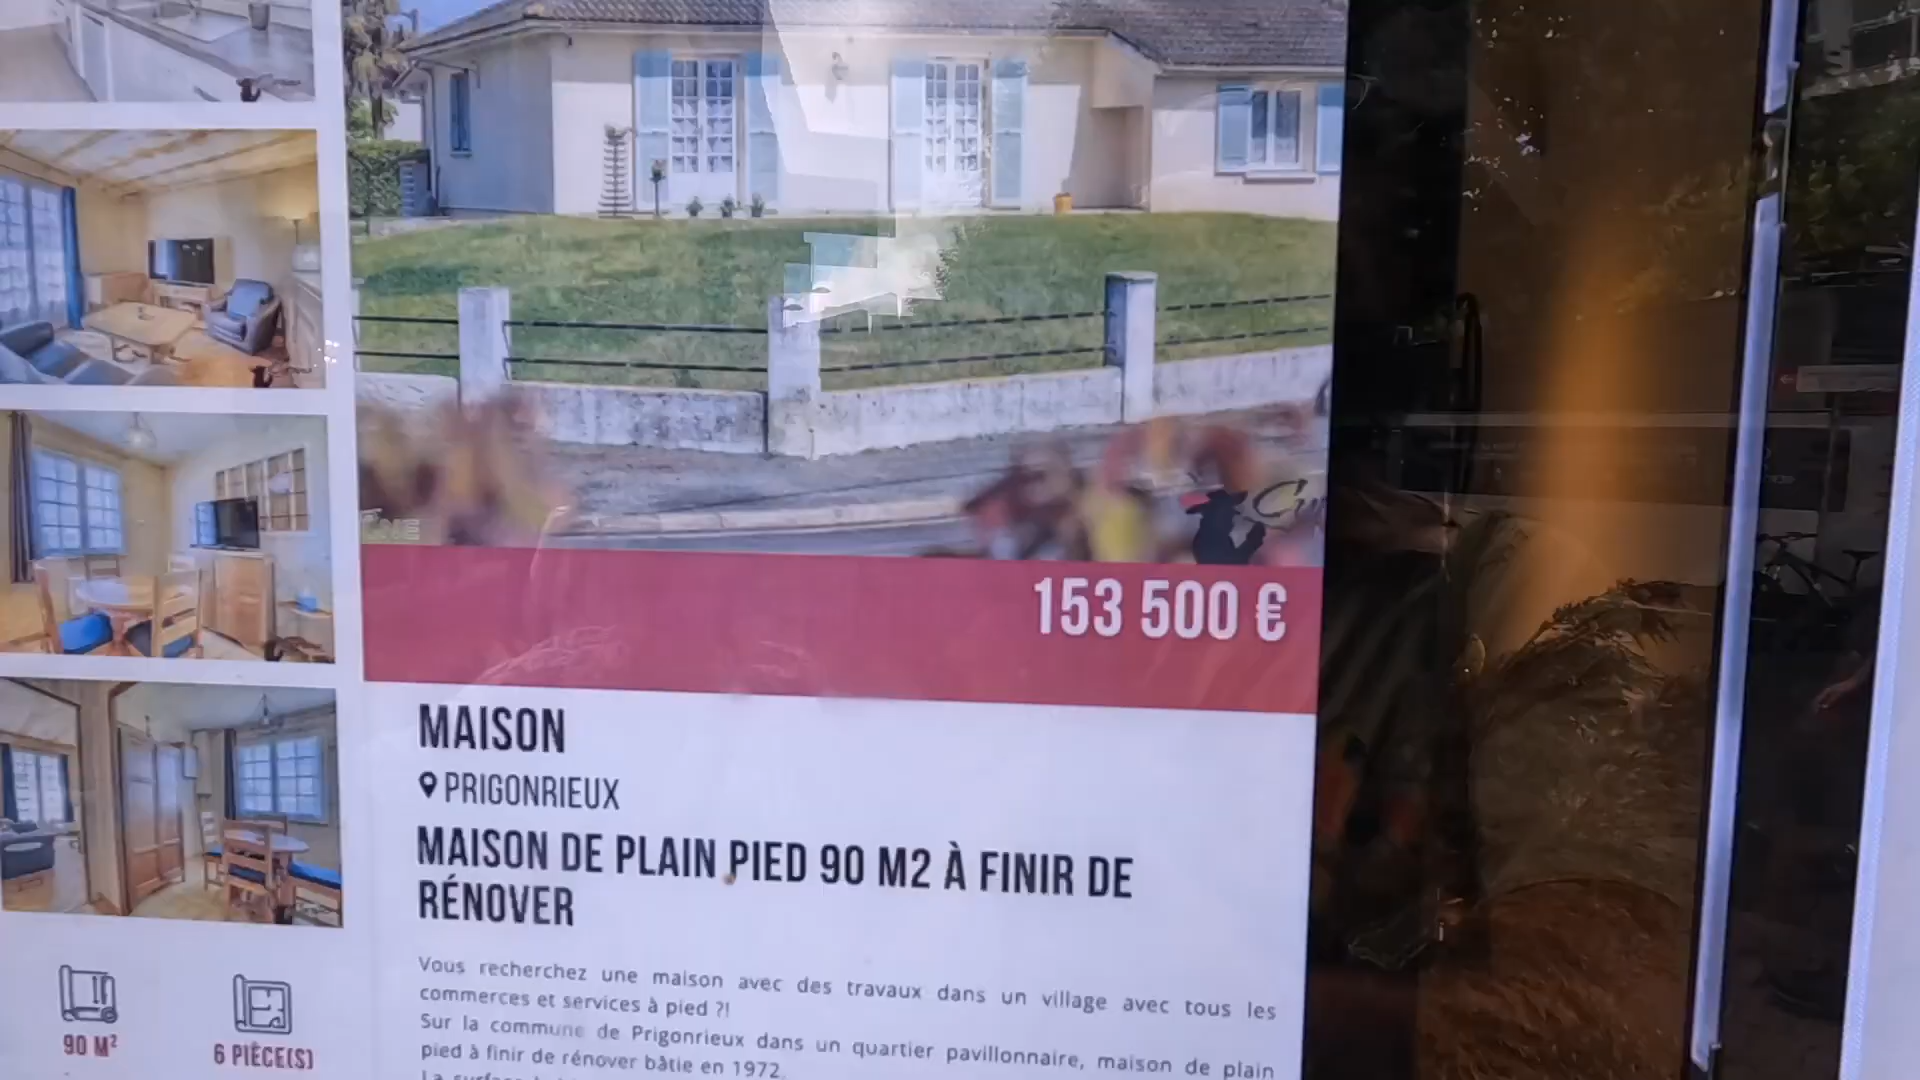 153 500 €
MAISON
PRIGONRIEUX
MAISON DE PLAIN PIED 90 M2 À FINIR DE
RÉNOVER
Vous recherchez une maison avec des travaux dans un village avec tous les
commerces et services à pied ?!
Sur la commune de Prigonrieux dans un quartier pavillonnaire, maison de plain
pied à finir de rénover bâtie en 1972.
90 M²
6 PIÈCE(S)